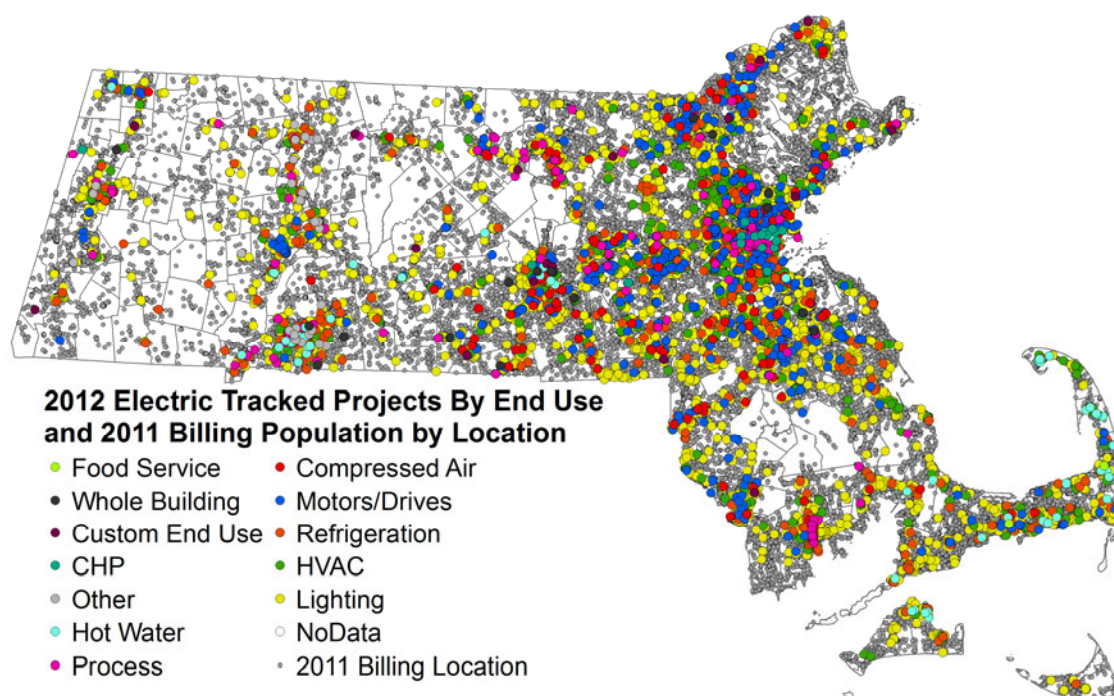 2012 Electric Tracked Projects By End Use
and 2011 Billing Population by Location
Food Service
Compressed Air
Whole Building
Motors/Drives
Custom End Use
Refrigeration
CHP
HVAC
Other
Lighting
Hot Water
NoData
Process
2011 Billing Location